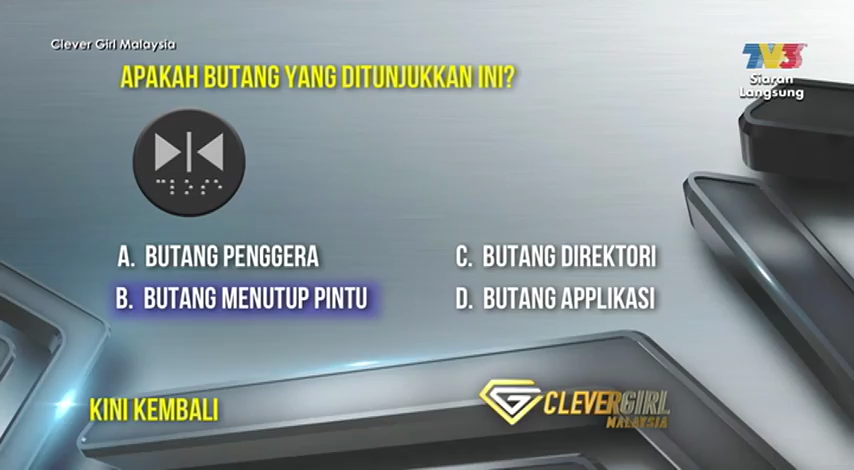 Clever Girl Malaysia
TV3
Siaran
Langsung
APAKAH BUTANG YANG DITUNJUKKAN INI?
A. BUTANG PENGGERA
B. BUTANG MENUTUP PINTU
C. BUTANG DIREKTORI
D. BUTANG APPLIKASI
KINI KEMBALI
CLEVERGIRL
MALAYSIA